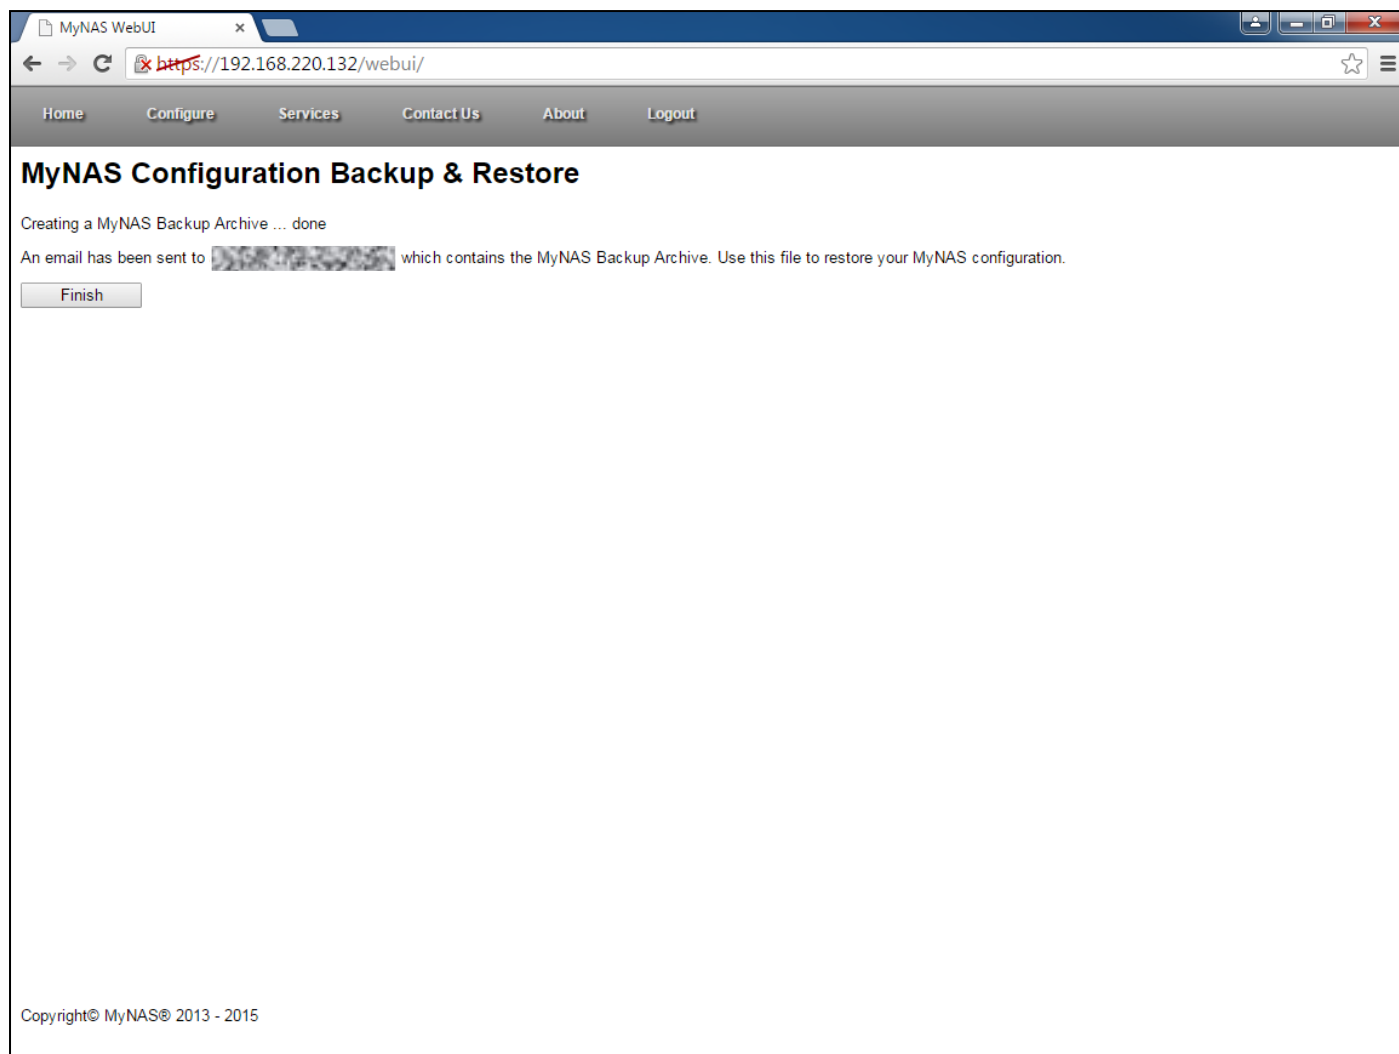 MyNAS WebUI
https://192.168.220.132/webui/
Home Configure Services Contact Us About Logout
MyNAS Configuration Backup & Restore
Creating a MyNAS Backup Archive ... done
An email has been sent to which contains the MyNAS Backup Archive. Use this file to restore your MyNAS configuration.
Finish
Copyright© MyNAS® 2013 - 2015